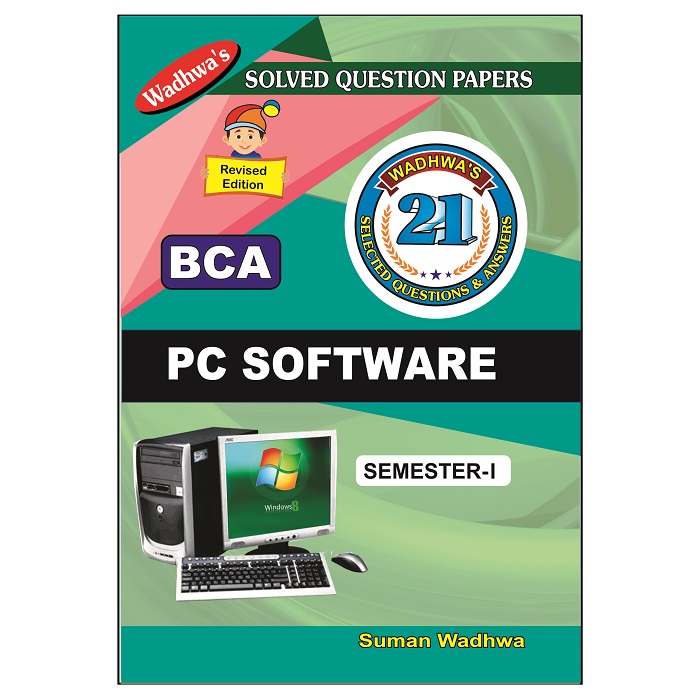 Wadhwa's
SOLVED QUESTION PAPERS
Revised
Edition
WADHWA'S
21
SELECTED QUESTIONS & ANSWERS
BCA
PC SOFTWARE
SEMESTER-I
Windows 8
Suman Wadhwa